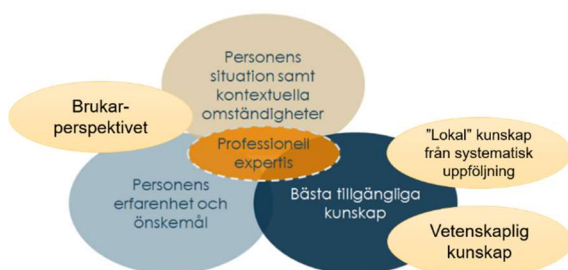 Personens
situation samt
kontextuella
omständigheter
Brukar-
perspektivet
Professionell
expertis
"Lokal" kunskap
från systematisk
uppföljning
Personens
erfarenhet och
önskemål
Bästa tillgängliga
kunskap
Vetenskaplig
kunskap